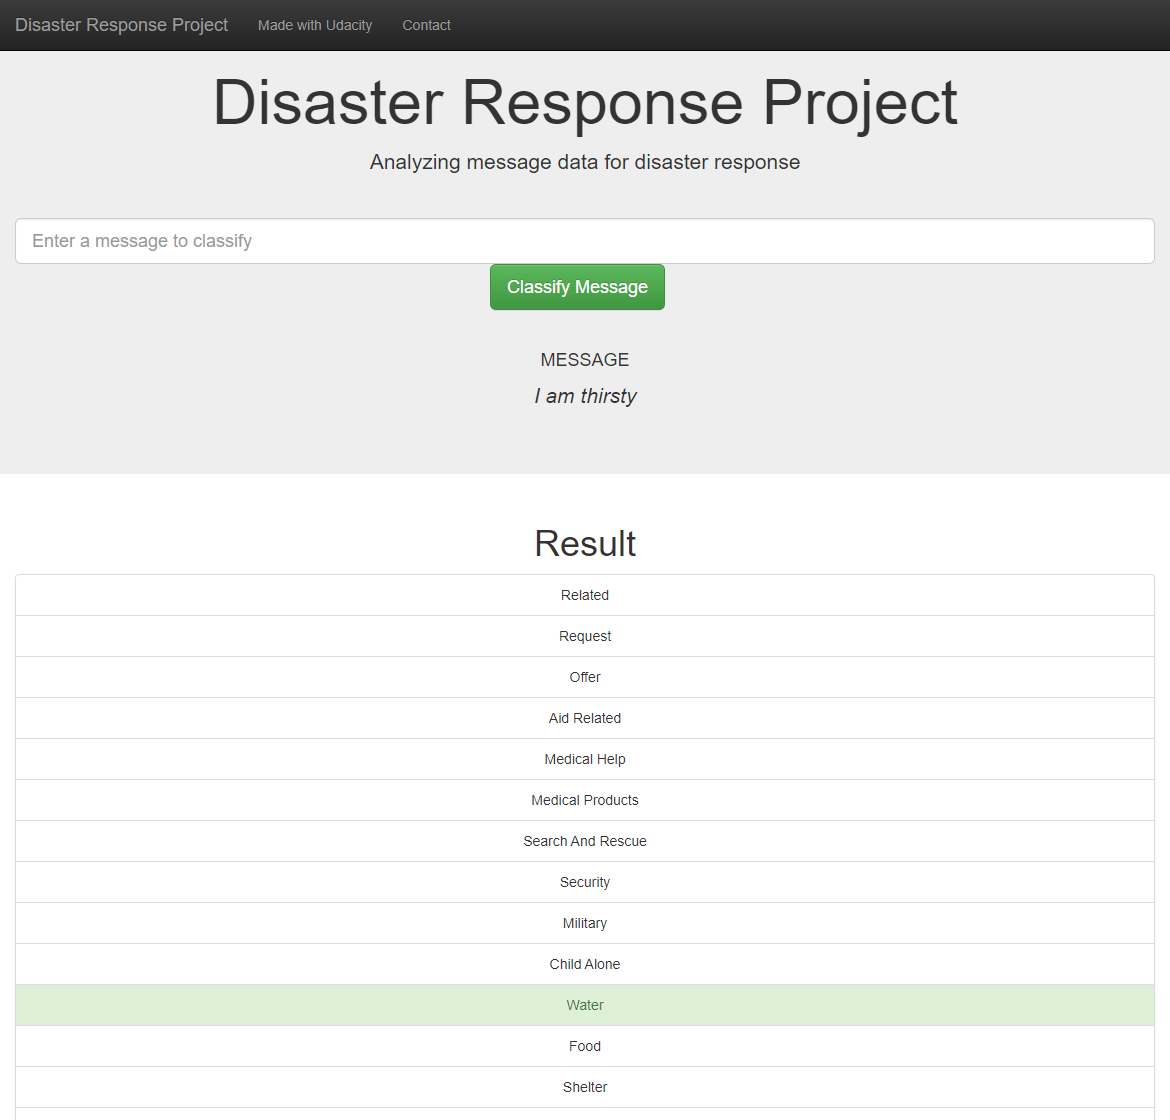 Disaster Response Project Made with Udacity Contact
Disaster Response Project
Analyzing message data for disaster response
Enter a message to classify
Classify Message
MESSAGE
I am thirsty
Result
Related
Request
Offer
Aid Related
Medical Help
Medical Products
Search And Rescue
Security
Military
Child Alone
Water
Food
Shelter